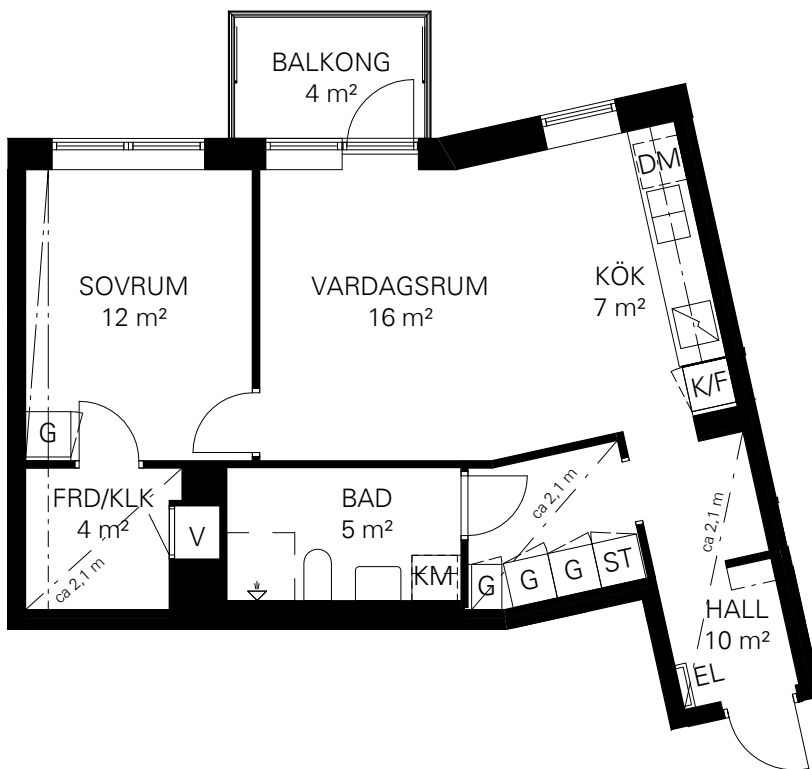 BALKONG
4 m²
DM
SOVRUM
12 m²
VARDAGSRUM
16 m²
KÖK
7 m²
K/F
G
FRD/KLK
4 m²
ca 2,1 m
V
BAD
5 m²
KM
ca 2,1 m
G
G
G
ST
ca 2,1 m
HALL
10 m²
EL